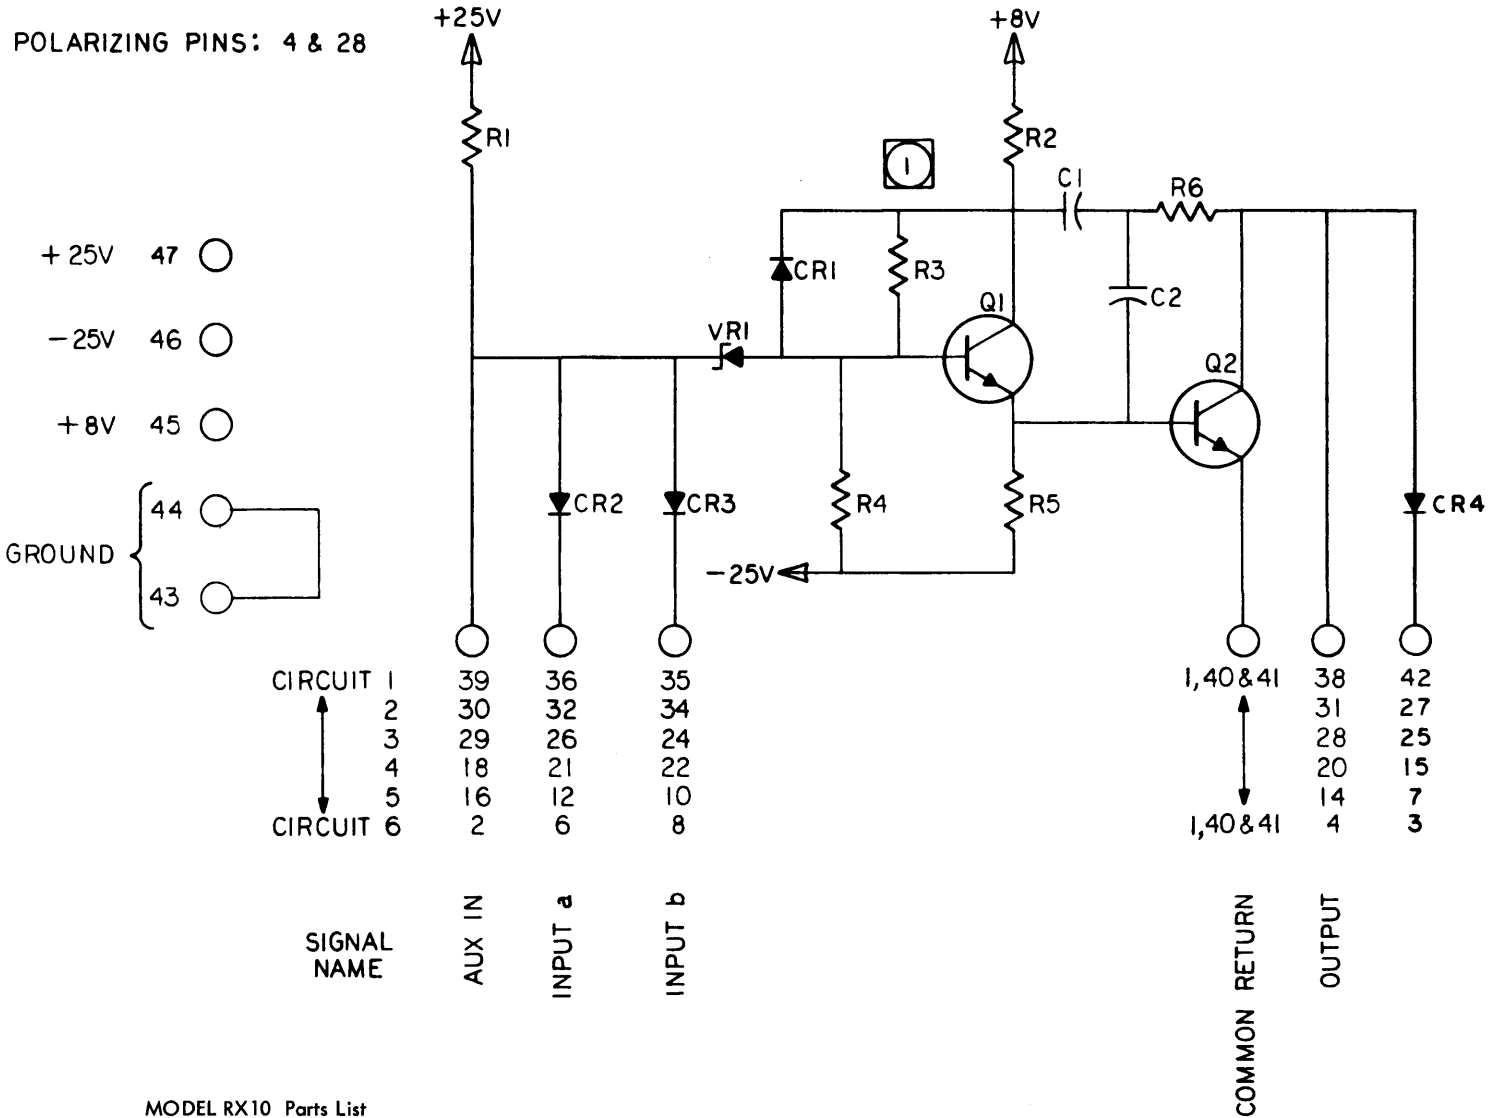 POLARIZING PINS: 4 & 28
+25V
+8V
R1
R2
1
C1
R6
+25V 47
CR1
R3
C2
Q1
-25V 46
VR1
Q2
+8V 45
44
CR2
CR3
R4
R5
CR4
GROUND
-25V
43
CIRCUIT 1 39 36 35 1,40&41 38 42
2 30 32 34 31 27
3 29 26 24 28 25
4 18 21 22 20 15
5 16 12 10 14 7
CIRCUIT 6 2 6 8 1,40&41 4 3
SIGNAL
NAME
AUX IN
INPUT a
INPUT b
COMMON RETURN
OUTPUT
MODEL RX10 Parts List